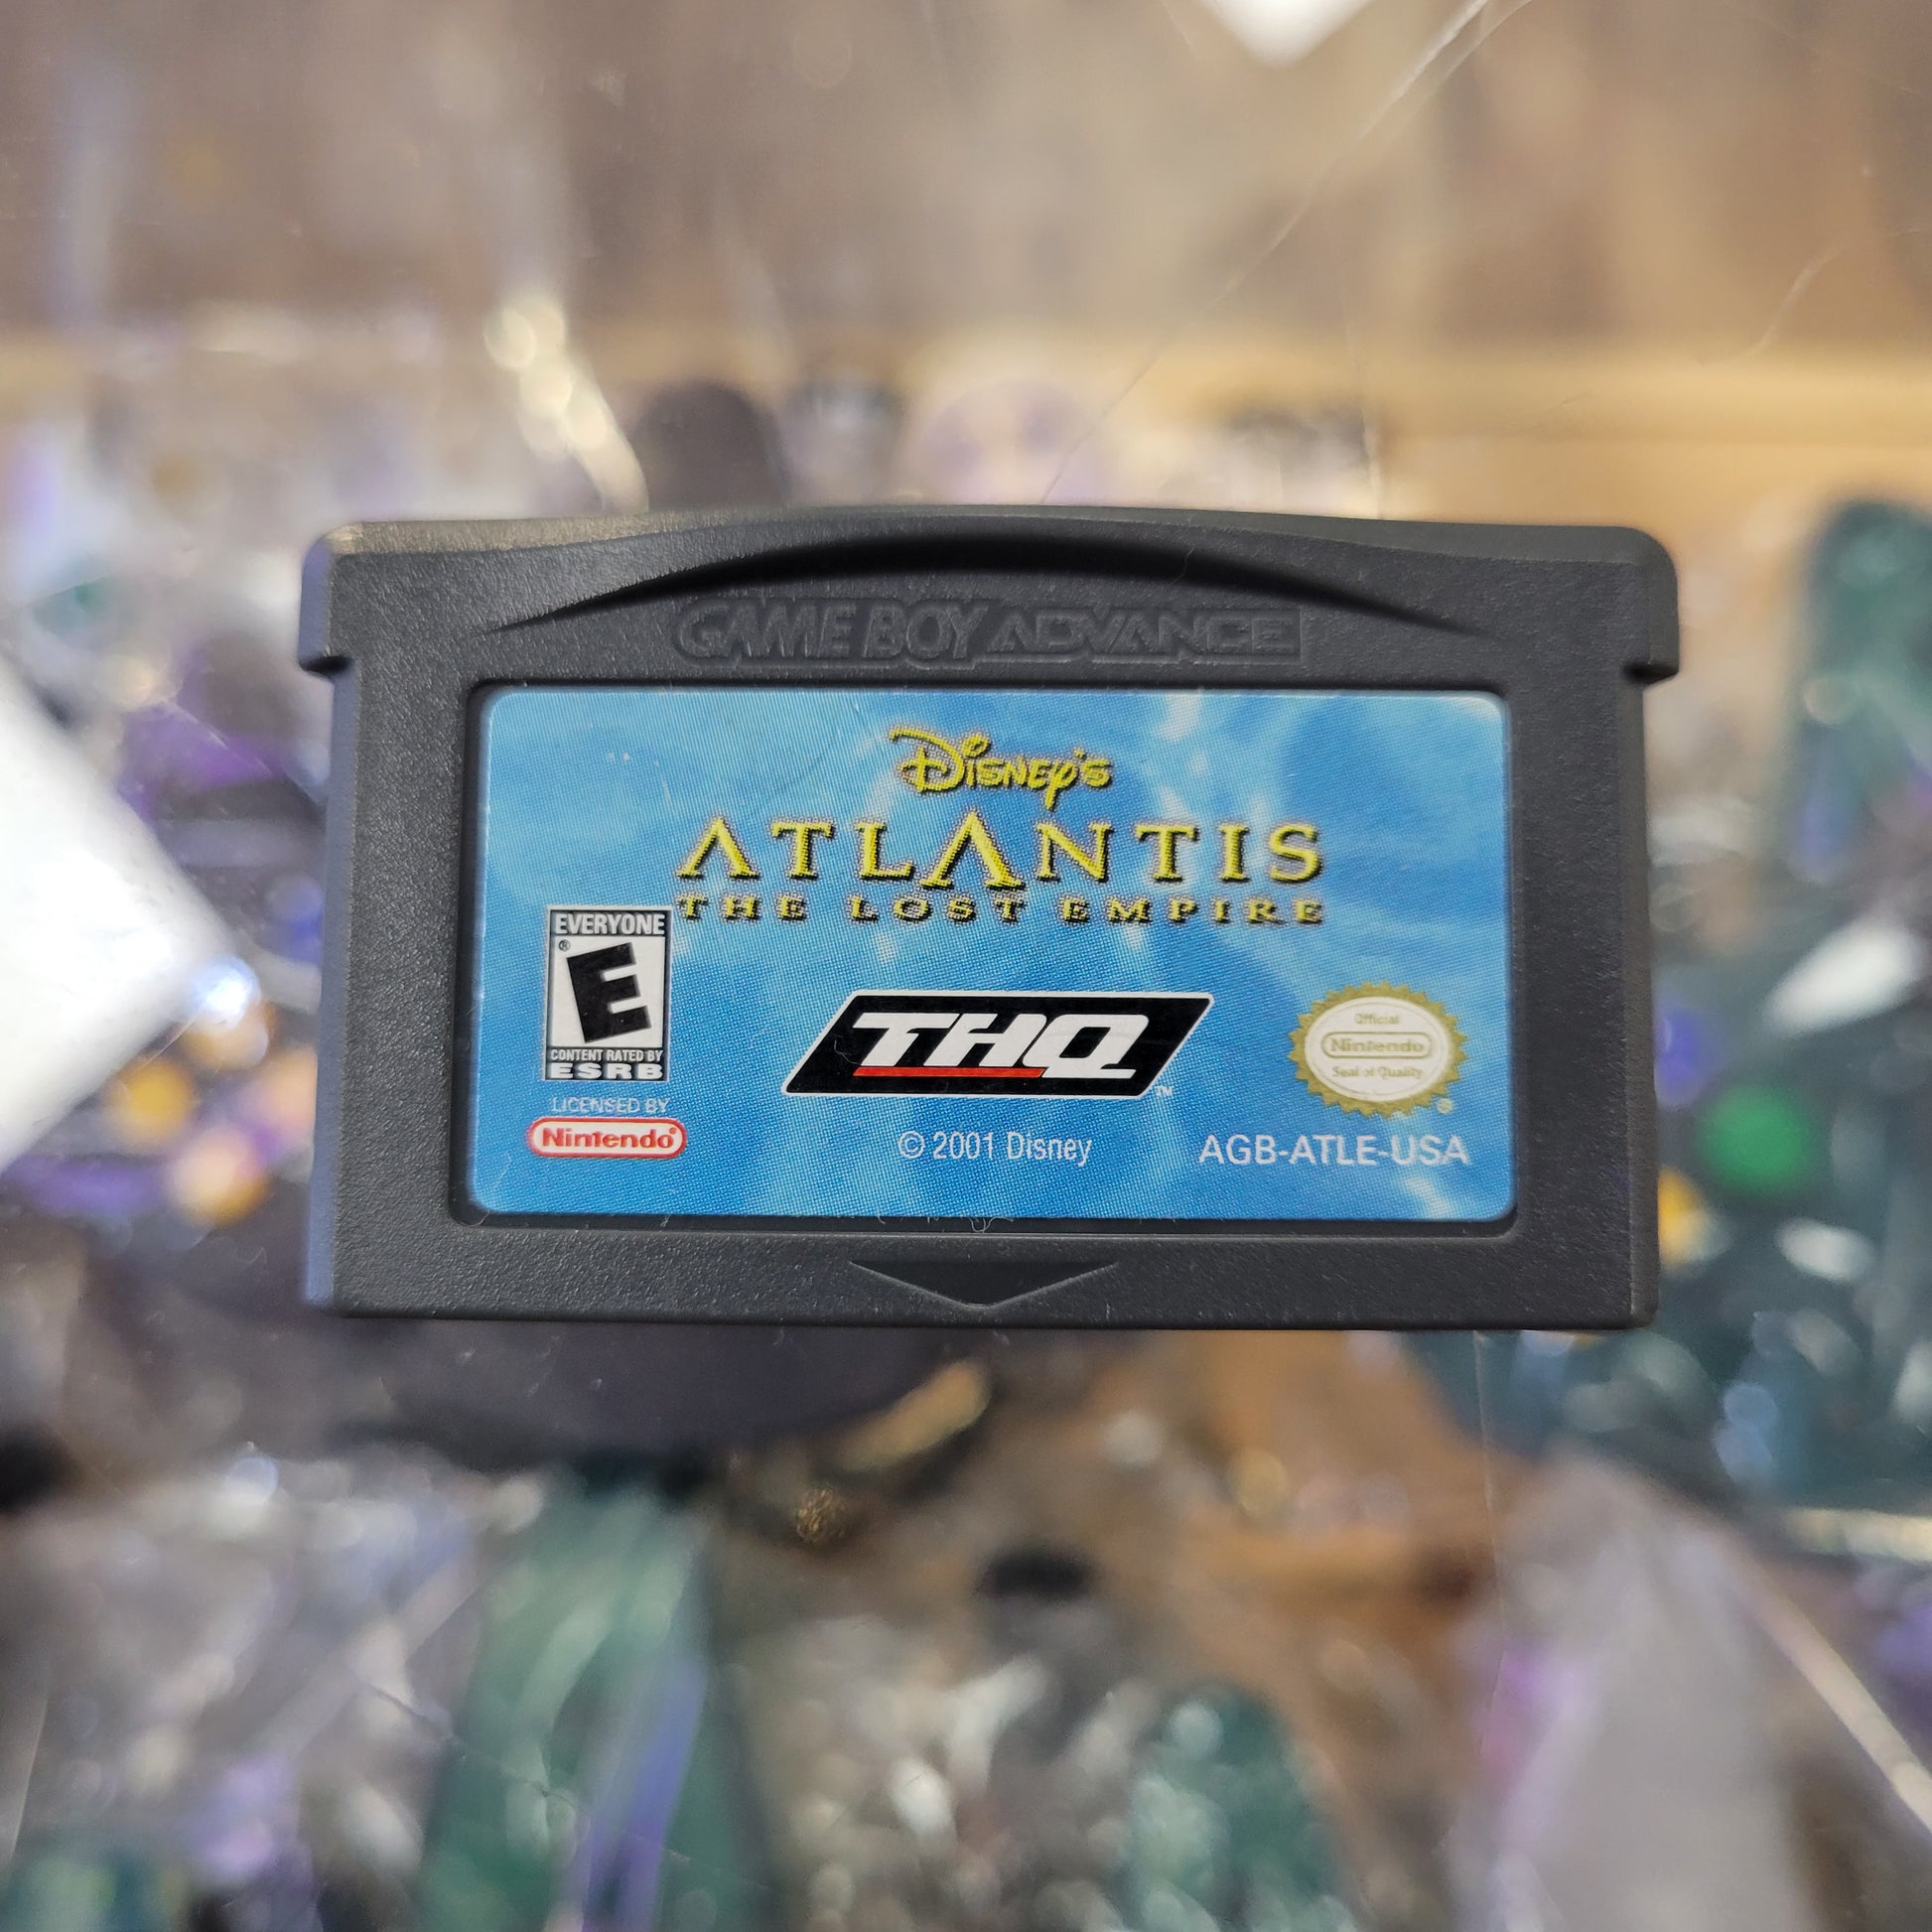 GAME BOY ADVANCE
Disney's
ATLANTIS
THE LOST EMPIRE
EVERYONE
E
®
CONTENT RATED BY
ESRB
THQ
™
Official
Nintendo
Seal of Quality
®
LICENSED BY
Nintendo®
© 2001 Disney
AGB-ATLE-USA